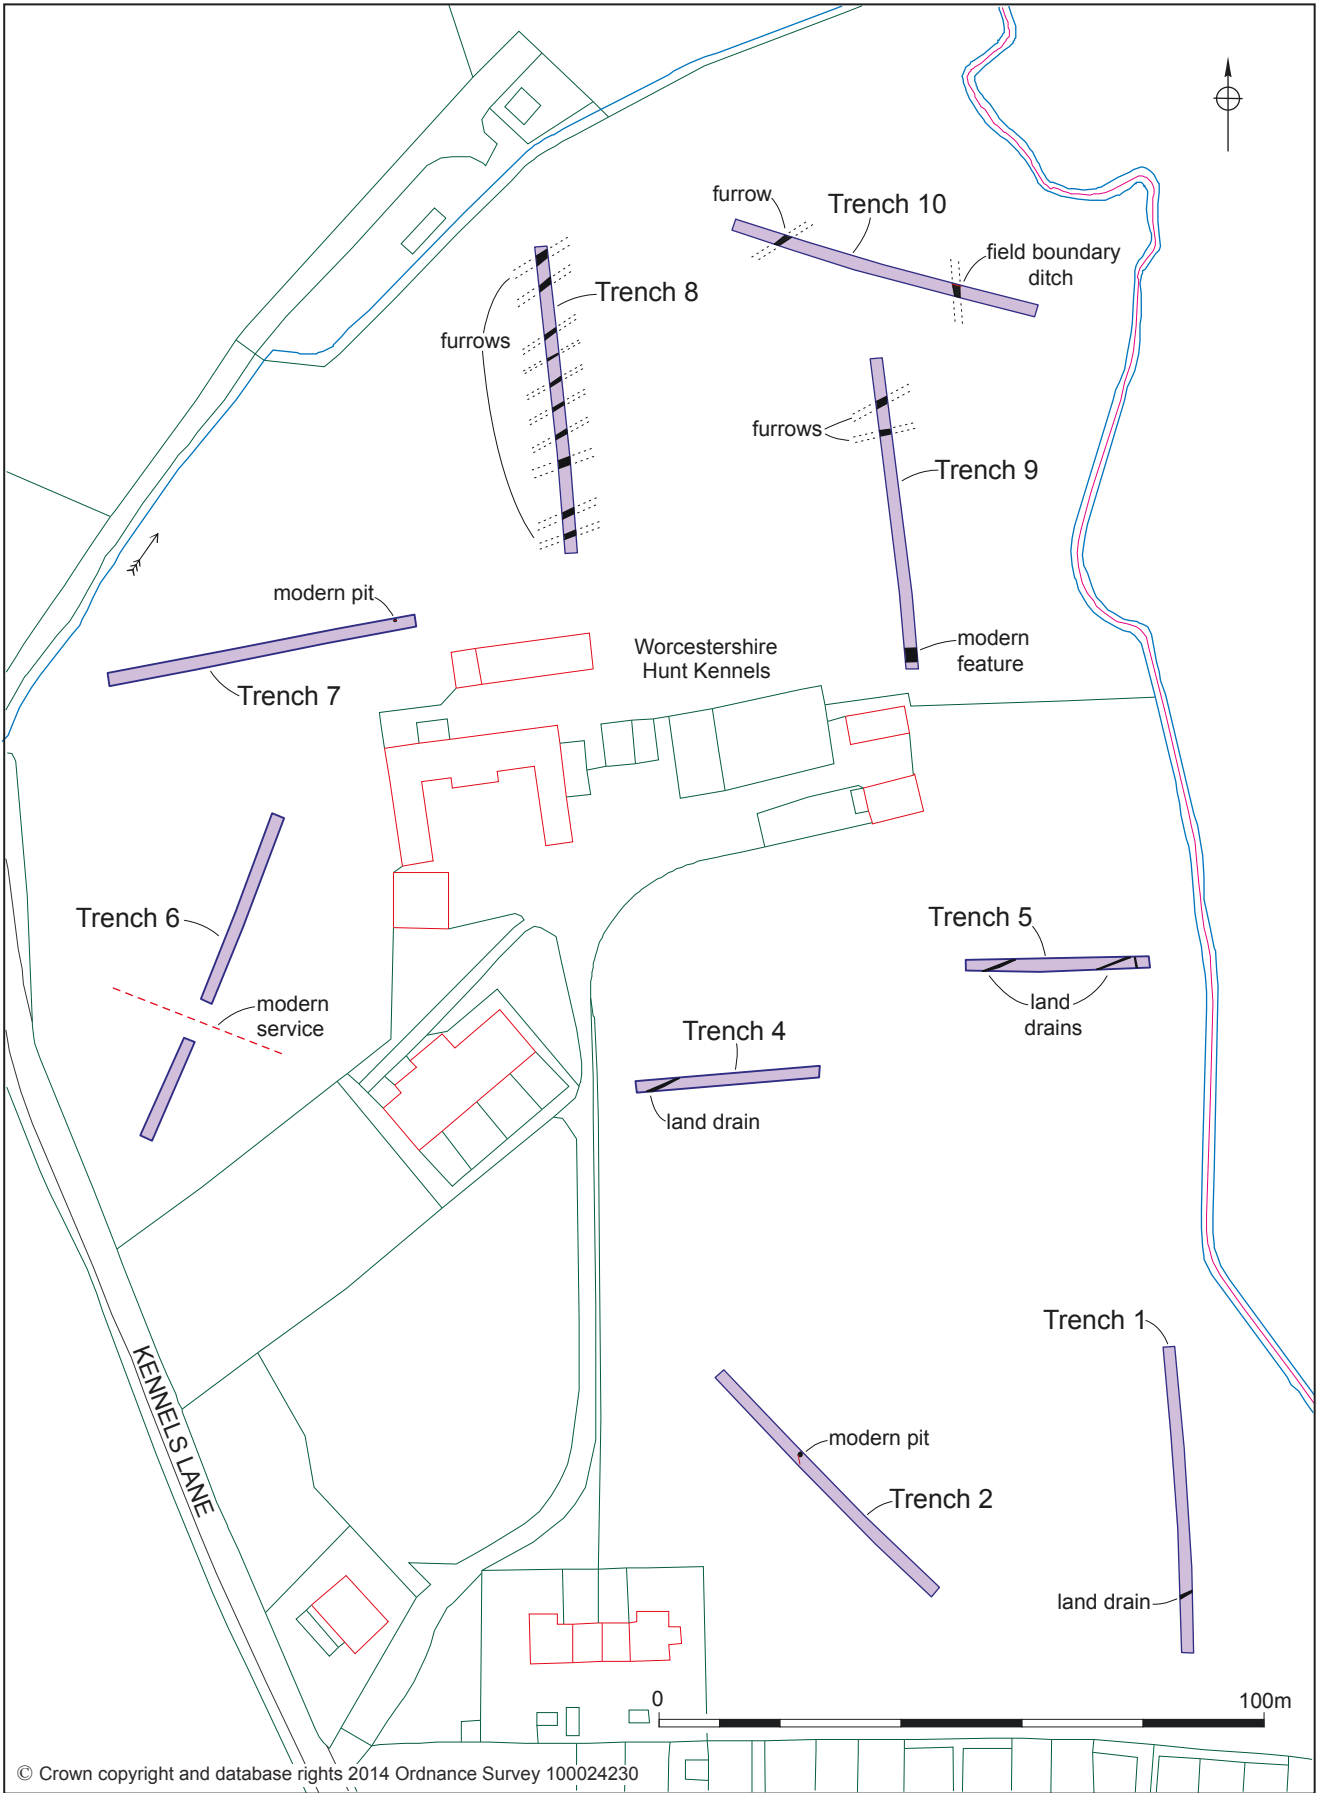 furrow
Trench 10
field boundary
ditch
Trench 8
furrows
furrows
Trench 9
modern pit
Worcestershire
Hunt Kennels
modern
feature
Trench 7
Trench 6
Trench 5
modern
service
land
drains
Trench 4
land drain
Trench 1
KENNELS LANE
modern pit
Trench 2
land drain
0
100m
© Crown copyright and database rights 2014 Ordnance Survey 100024230